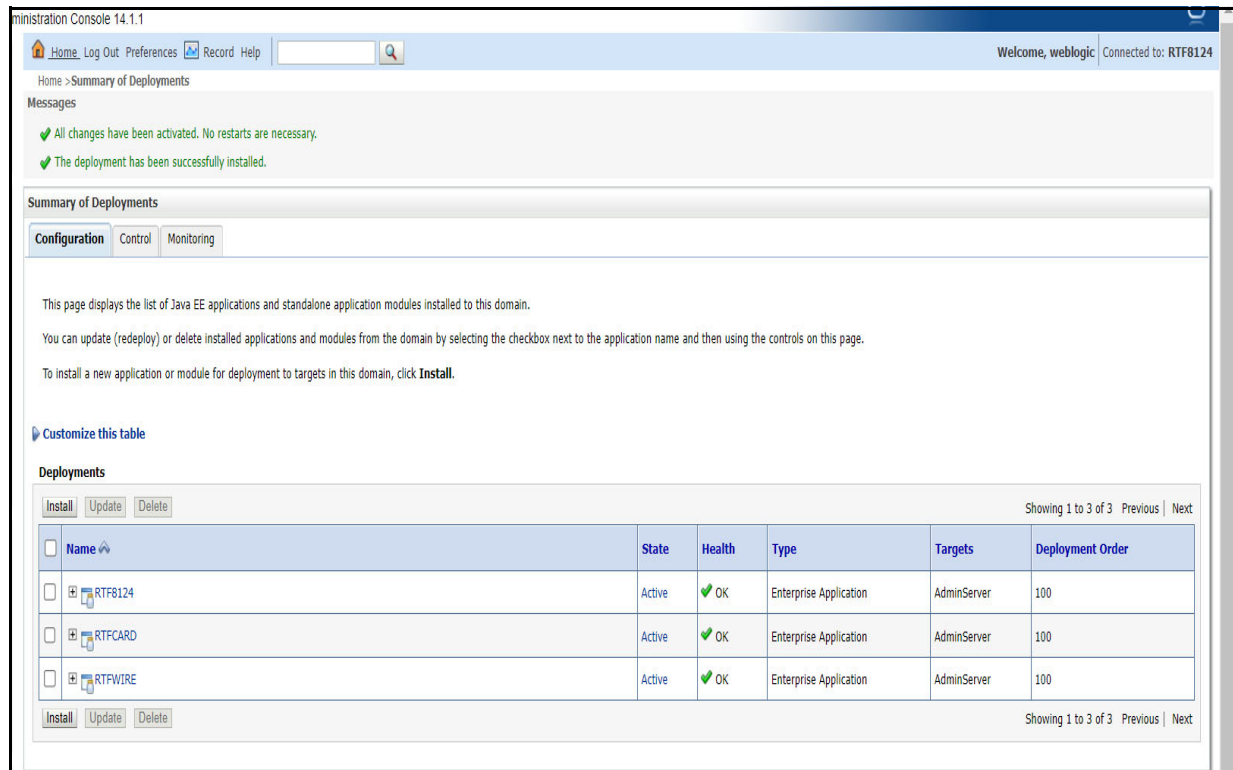 ministration Console 14.1.1
Home Log Out Preferences Record Help
Welcome, weblogic Connected to: RTF8124
Home >Summary of Deployments
Messages
All changes have been activated. No restarts are necessary.
The deployment has been successfully installed.
Summary of Deployments
Configuration Control Monitoring
This page displays the list of Java EE applications and standalone application modules installed to this domain.
You can update (redeploy) or delete installed applications and modules from the domain by selecting the checkbox next to the application name and then using the controls on this page.
To install a new application or module for deployment to targets in this domain, click Install.
Customize this table
Deployments
Install Update Delete Showing 1 to 3 of 3 Previous | Next
Name State Health Type Targets Deployment Order
RTF8124 Active OK Enterprise Application AdminServer 100
RTFCARD Active OK Enterprise Application AdminServer 100
RTFWIRE Active OK Enterprise Application AdminServer 100
Install Update Delete Showing 1 to 3 of 3 Previous | Next